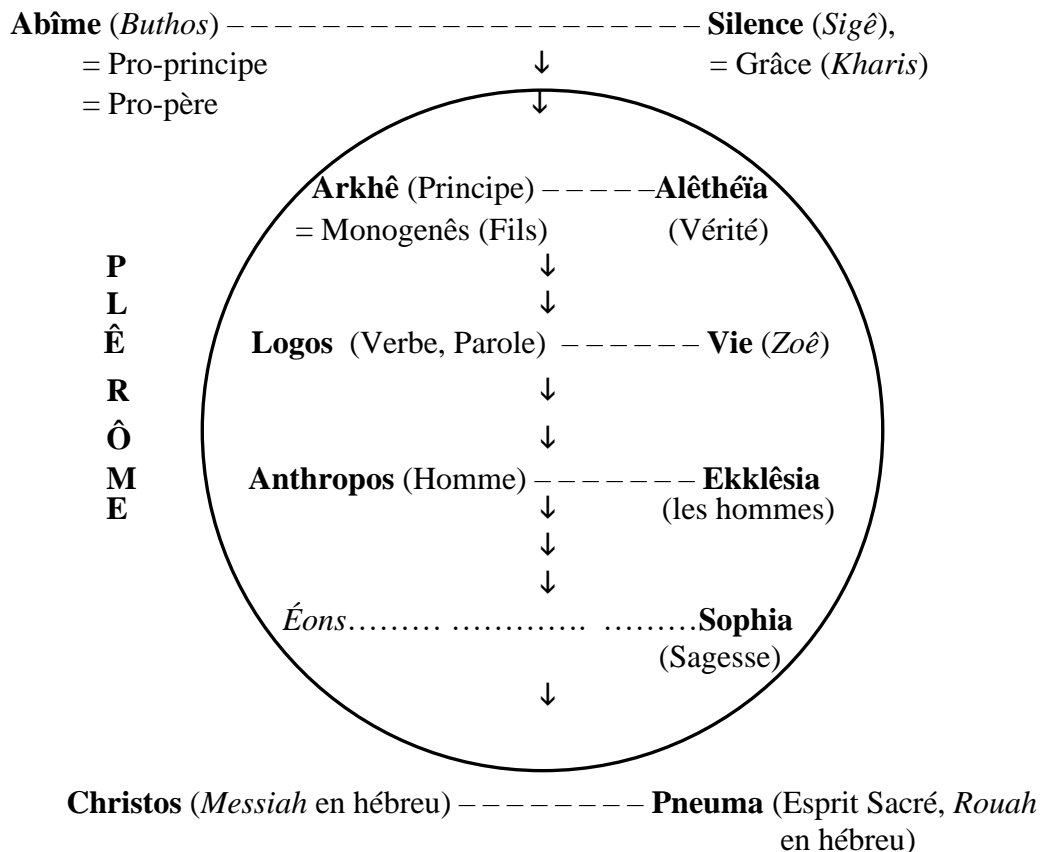 Abîme (Buthos) – – – – – – – – – – – – – – – – – – – – Silence (Sigê),
= Pro-principe ↓ = Grâce (Kharis)
= Pro-père ↓
Arkhê (Principe) – – – – – Alêthéïa
= Monogenês (Fils) (Vérité)
P ↓
L ↓
Ê Logos (Verbe, Parole) – – – – – – Vie (Zoê)
R ↓
Ô ↓
M Anthropos (Homme) – – – – – – – Ekklêsia
E ↓ (les hommes)
↓
↓
Éons……… ………….. ………Sophia
(Sagesse)
↓
Christos (Messiah en hébreu) – – – – – – – – Pneuma (Esprit Sacré, Rouah
en hébreu)